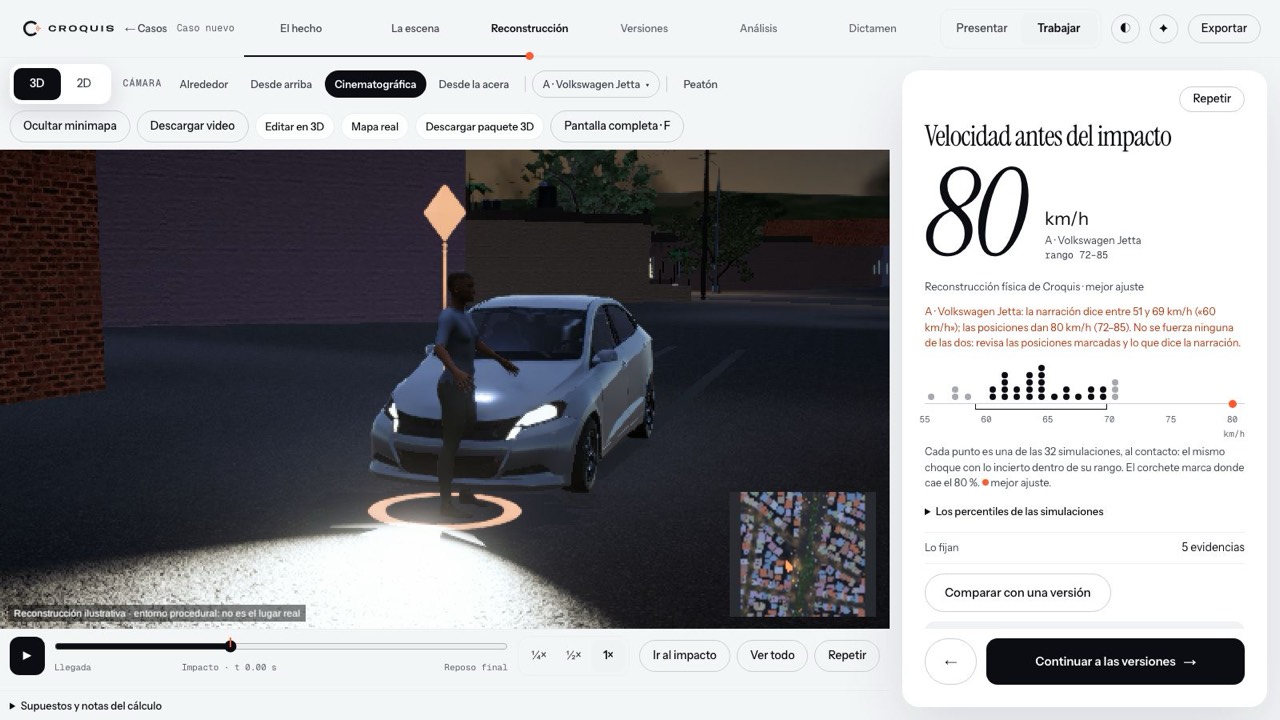 CROQUIS ← Casos Caso nuevo El hecho La escena Reconstrucción Versiones Análisis Dictamen Presentar Trabajar Exportar
3D 2D CÁMARA Alrededor Desde arriba Cinematográfica Desde la acera A · Volkswagen Jetta Peatón
Ocultar minimapa Descargar video Editar en 3D Mapa real Descargar paquete 3D Pantalla completa · F
Repetir
Velocidad antes del impacto
80
km/h
A · Volkswagen Jetta
rango 72–85
Reconstrucción física de Croquis · mejor ajuste
A · Volkswagen Jetta: la narración dice entre 51 y 69 km/h («60
km/h»); las posiciones dan 80 km/h (72–85). No se fuerza ninguna
de las dos: revisa las posiciones marcadas y lo que dice la narración.
55 60 65 70 75 80
km/h
Cada punto es una de las 32 simulaciones, al contacto: el mismo
choque con lo incierto dentro de su rango. El corchete marca donde
cae el 80 %. mejor ajuste.
Los percentiles de las simulaciones
Lo fijan 5 evidencias
Comparar con una versión
← Continuar a las versiones →
Reconstrucción ilustrativa - entorno procedural: no es el lugar real
Llegada Impacto · t 0.00 s Reposo final
¼× ½× 1× Ir al impacto Ver todo Repetir
Supuestos y notas del cálculo